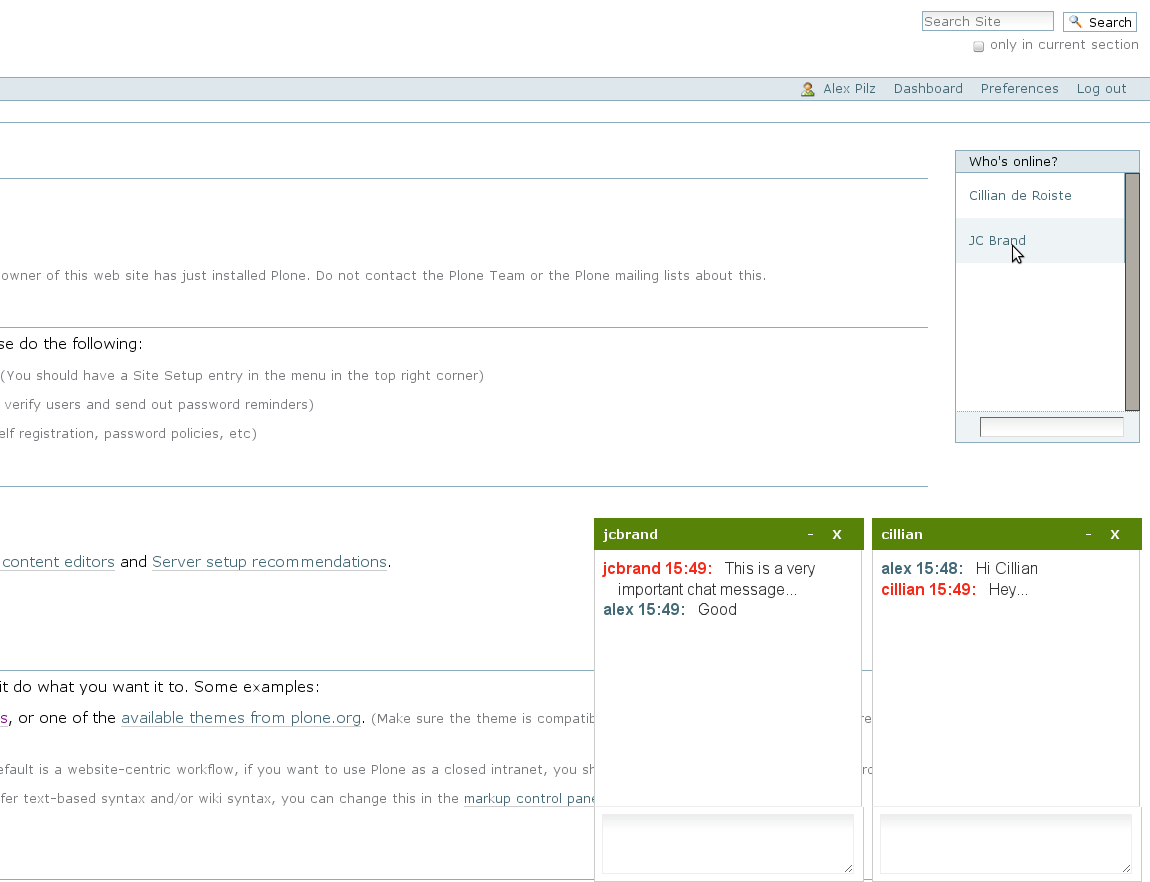 Search Site
Search
only in current section
Alex Pilz Dashboard Preferences Log out
Who's online?
Cillian de Roiste
JC Brand
owner of this web site has just installed Plone. Do not contact the Plone Team or the Plone mailing lists about this.
se do the following:
(You should have a Site Setup entry in the menu in the top right corner)
verify users and send out password reminders)
elf registration, password policies, etc)
content editors and Server setup recommendations.
it do what you want it to. Some examples:
s, or one of the available themes from plone.org. (Make sure the theme is compatib
re
efault is a website-centric workflow, if you want to use Plone as a closed intranet, you sh
ro
fer text-based syntax and/or wiki syntax, you can change this in the markup control pane
jcbrand - X
jcbrand 15:49: This is a very
important chat message...
alex 15:49: Good
cillian - X
alex 15:48: Hi Cillian
cillian 15:49: Hey...